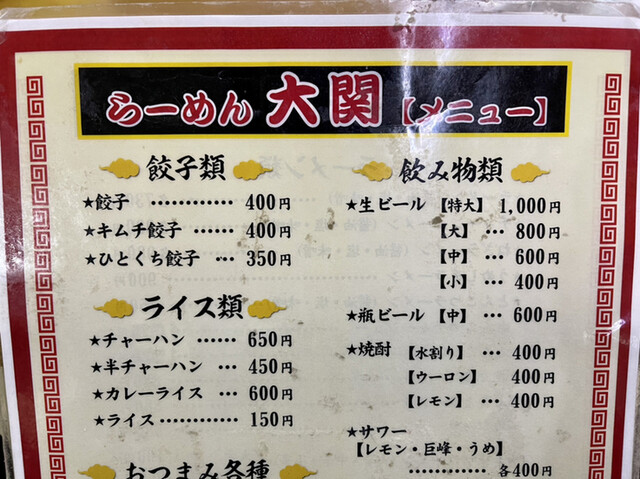 らーめん 大関【メニュー】
餃子類
★餃子 ………… 400円
★キムチ餃子 …… 400円
★ひとくち餃子 … 350円
ライス類
★チャーハン …… 650円
★半チャーハン … 450円
★カレーライス … 600円
★ライス ………… 150円
おつまみ各種
飲み物類
★生ビール【特大】1,000円
【大】… 800円
【中】… 600円
【小】… 400円
★瓶ビール【中】… 600円
★焼酎【水割り】… 400円
【ウーロン】 400円
【レモン】… 400円
★サワー
【レモン・巨峰・うめ】
………… 各400円